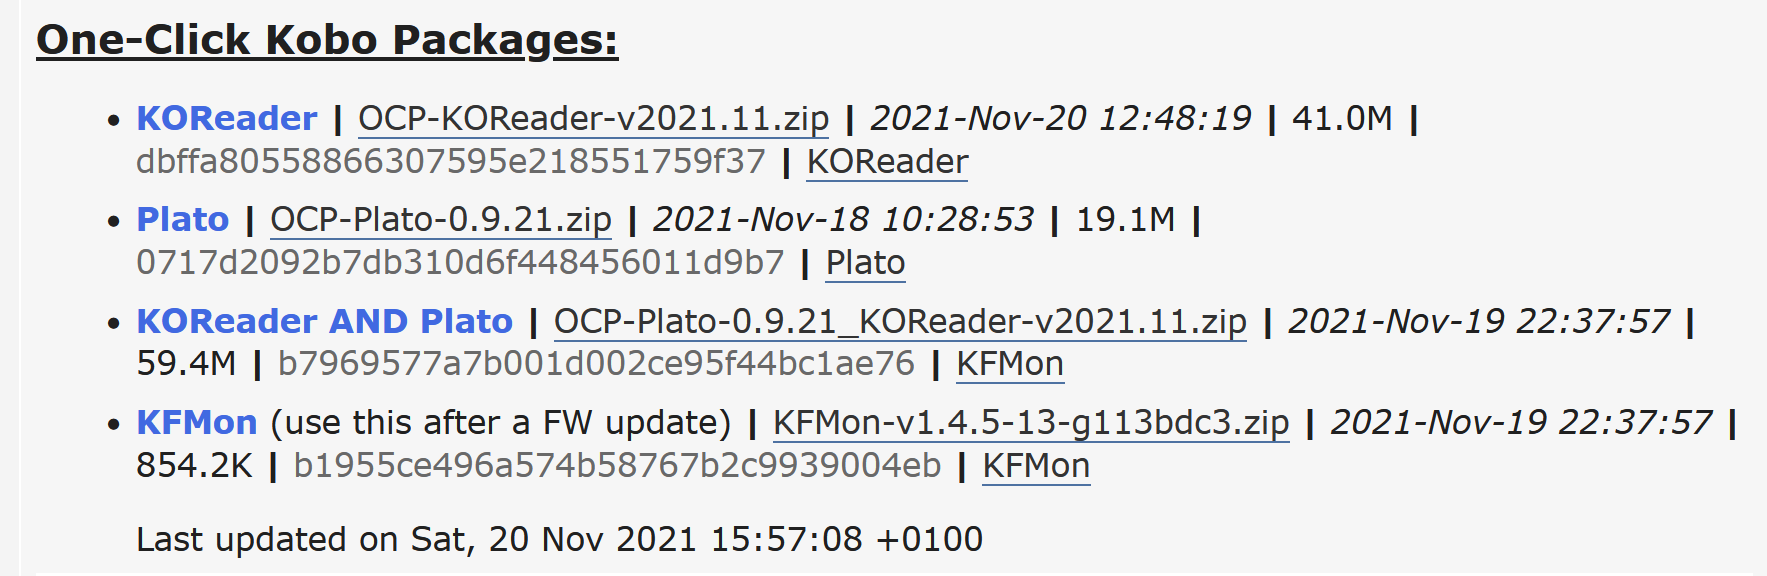 One-Click Kobo Packages:
• KOReader | OCP-KOReader-v2021.11.zip | 2021-Nov-20 12:48:19 | 41.0M |
dbffa80558866307595e218551759f37 | KOReader
• Plato | OCP-Plato-0.9.21.zip | 2021-Nov-18 10:28:53 | 19.1M |
0717d2092b7db310d6f448456011d9b7 | Plato
• KOReader AND Plato | OCP-Plato-0.9.21_KOReader-v2021.11.zip | 2021-Nov-19 22:37:57 |
59.4M | b7969577a7b001d002ce95f44bc1ae76 | KFMon
• KFMon (use this after a FW update) | KFMon-v1.4.5-13-g113bdc3.zip | 2021-Nov-19 22:37:57 |
854.2K | b1955ce496a574b58767b2c9939004eb | KFMon
Last updated on Sat, 20 Nov 2021 15:57:08 +0100